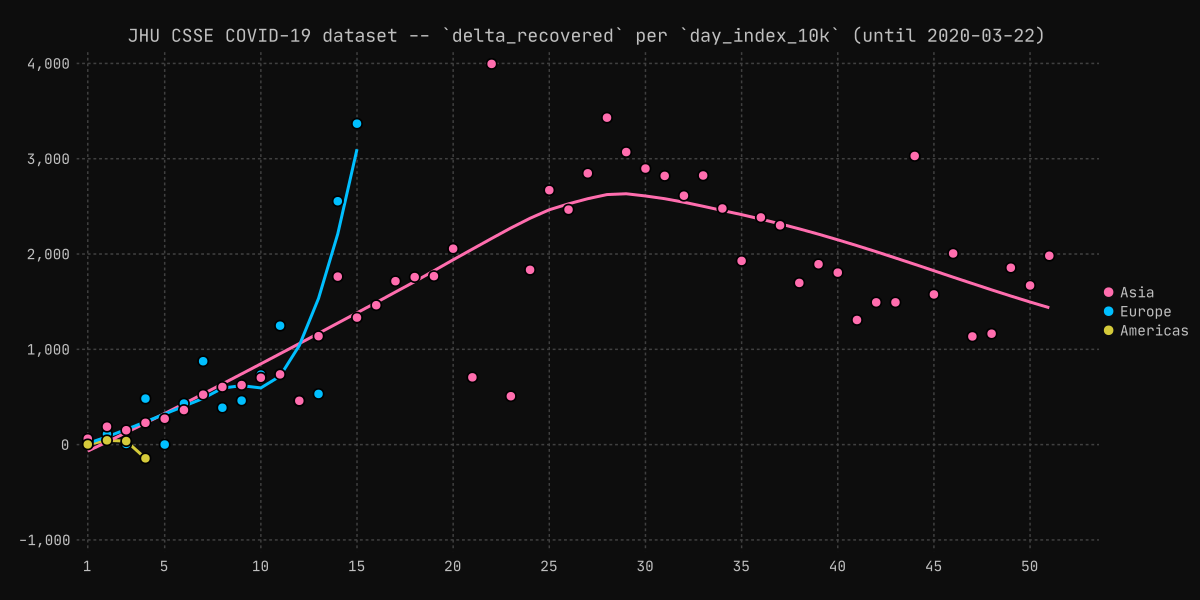 JHU CSSE COVID-19 dataset -- `delta_recovered` per `day_index_10k` (until 2020-03-22)
4,000
3,000
2,000
1,000
0
-1,000
1 5 10 15 20 25 30 35 40 45 50
Asia
Europe
Americas